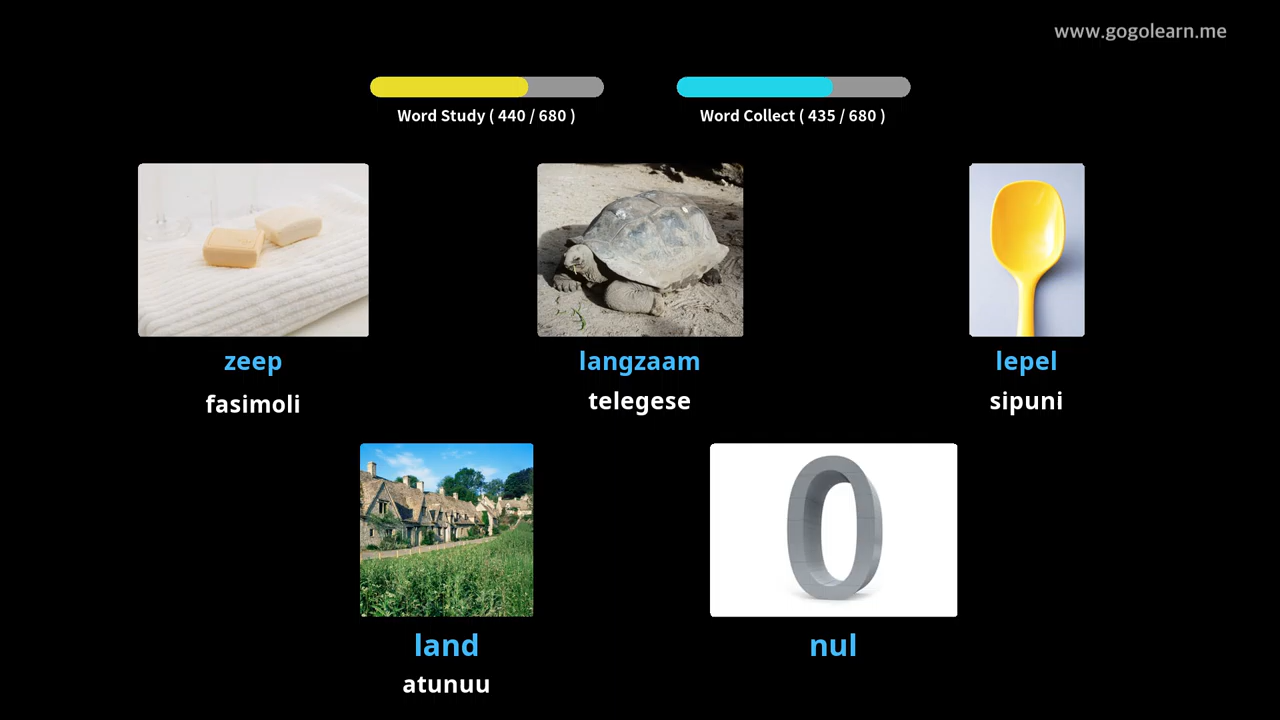 www.gogolearn.me
Word Study ( 440 / 680 )
Word Collect ( 435 / 680 )
zeep
fasimoli
langzaam
telegese
lepel
sipuni
land
atunuu
0
nul